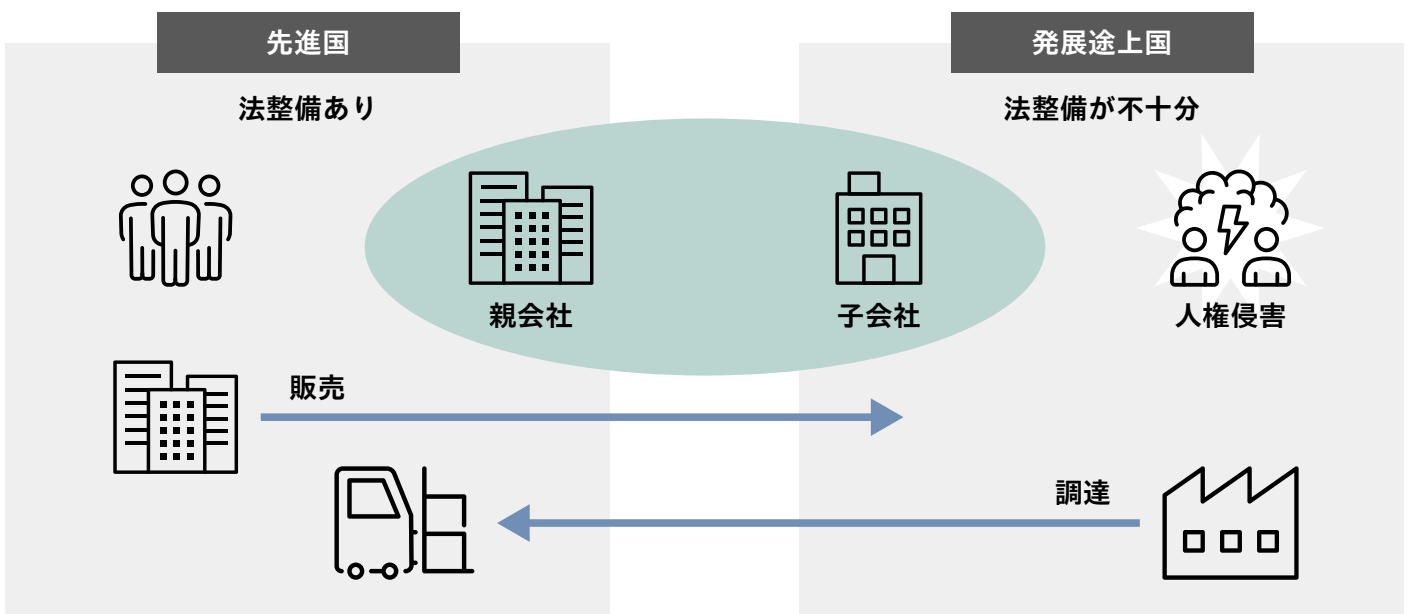 先進国
法整備あり
発展途上国
法整備が不十分
親会社
子会社
人権侵害
販売
調達